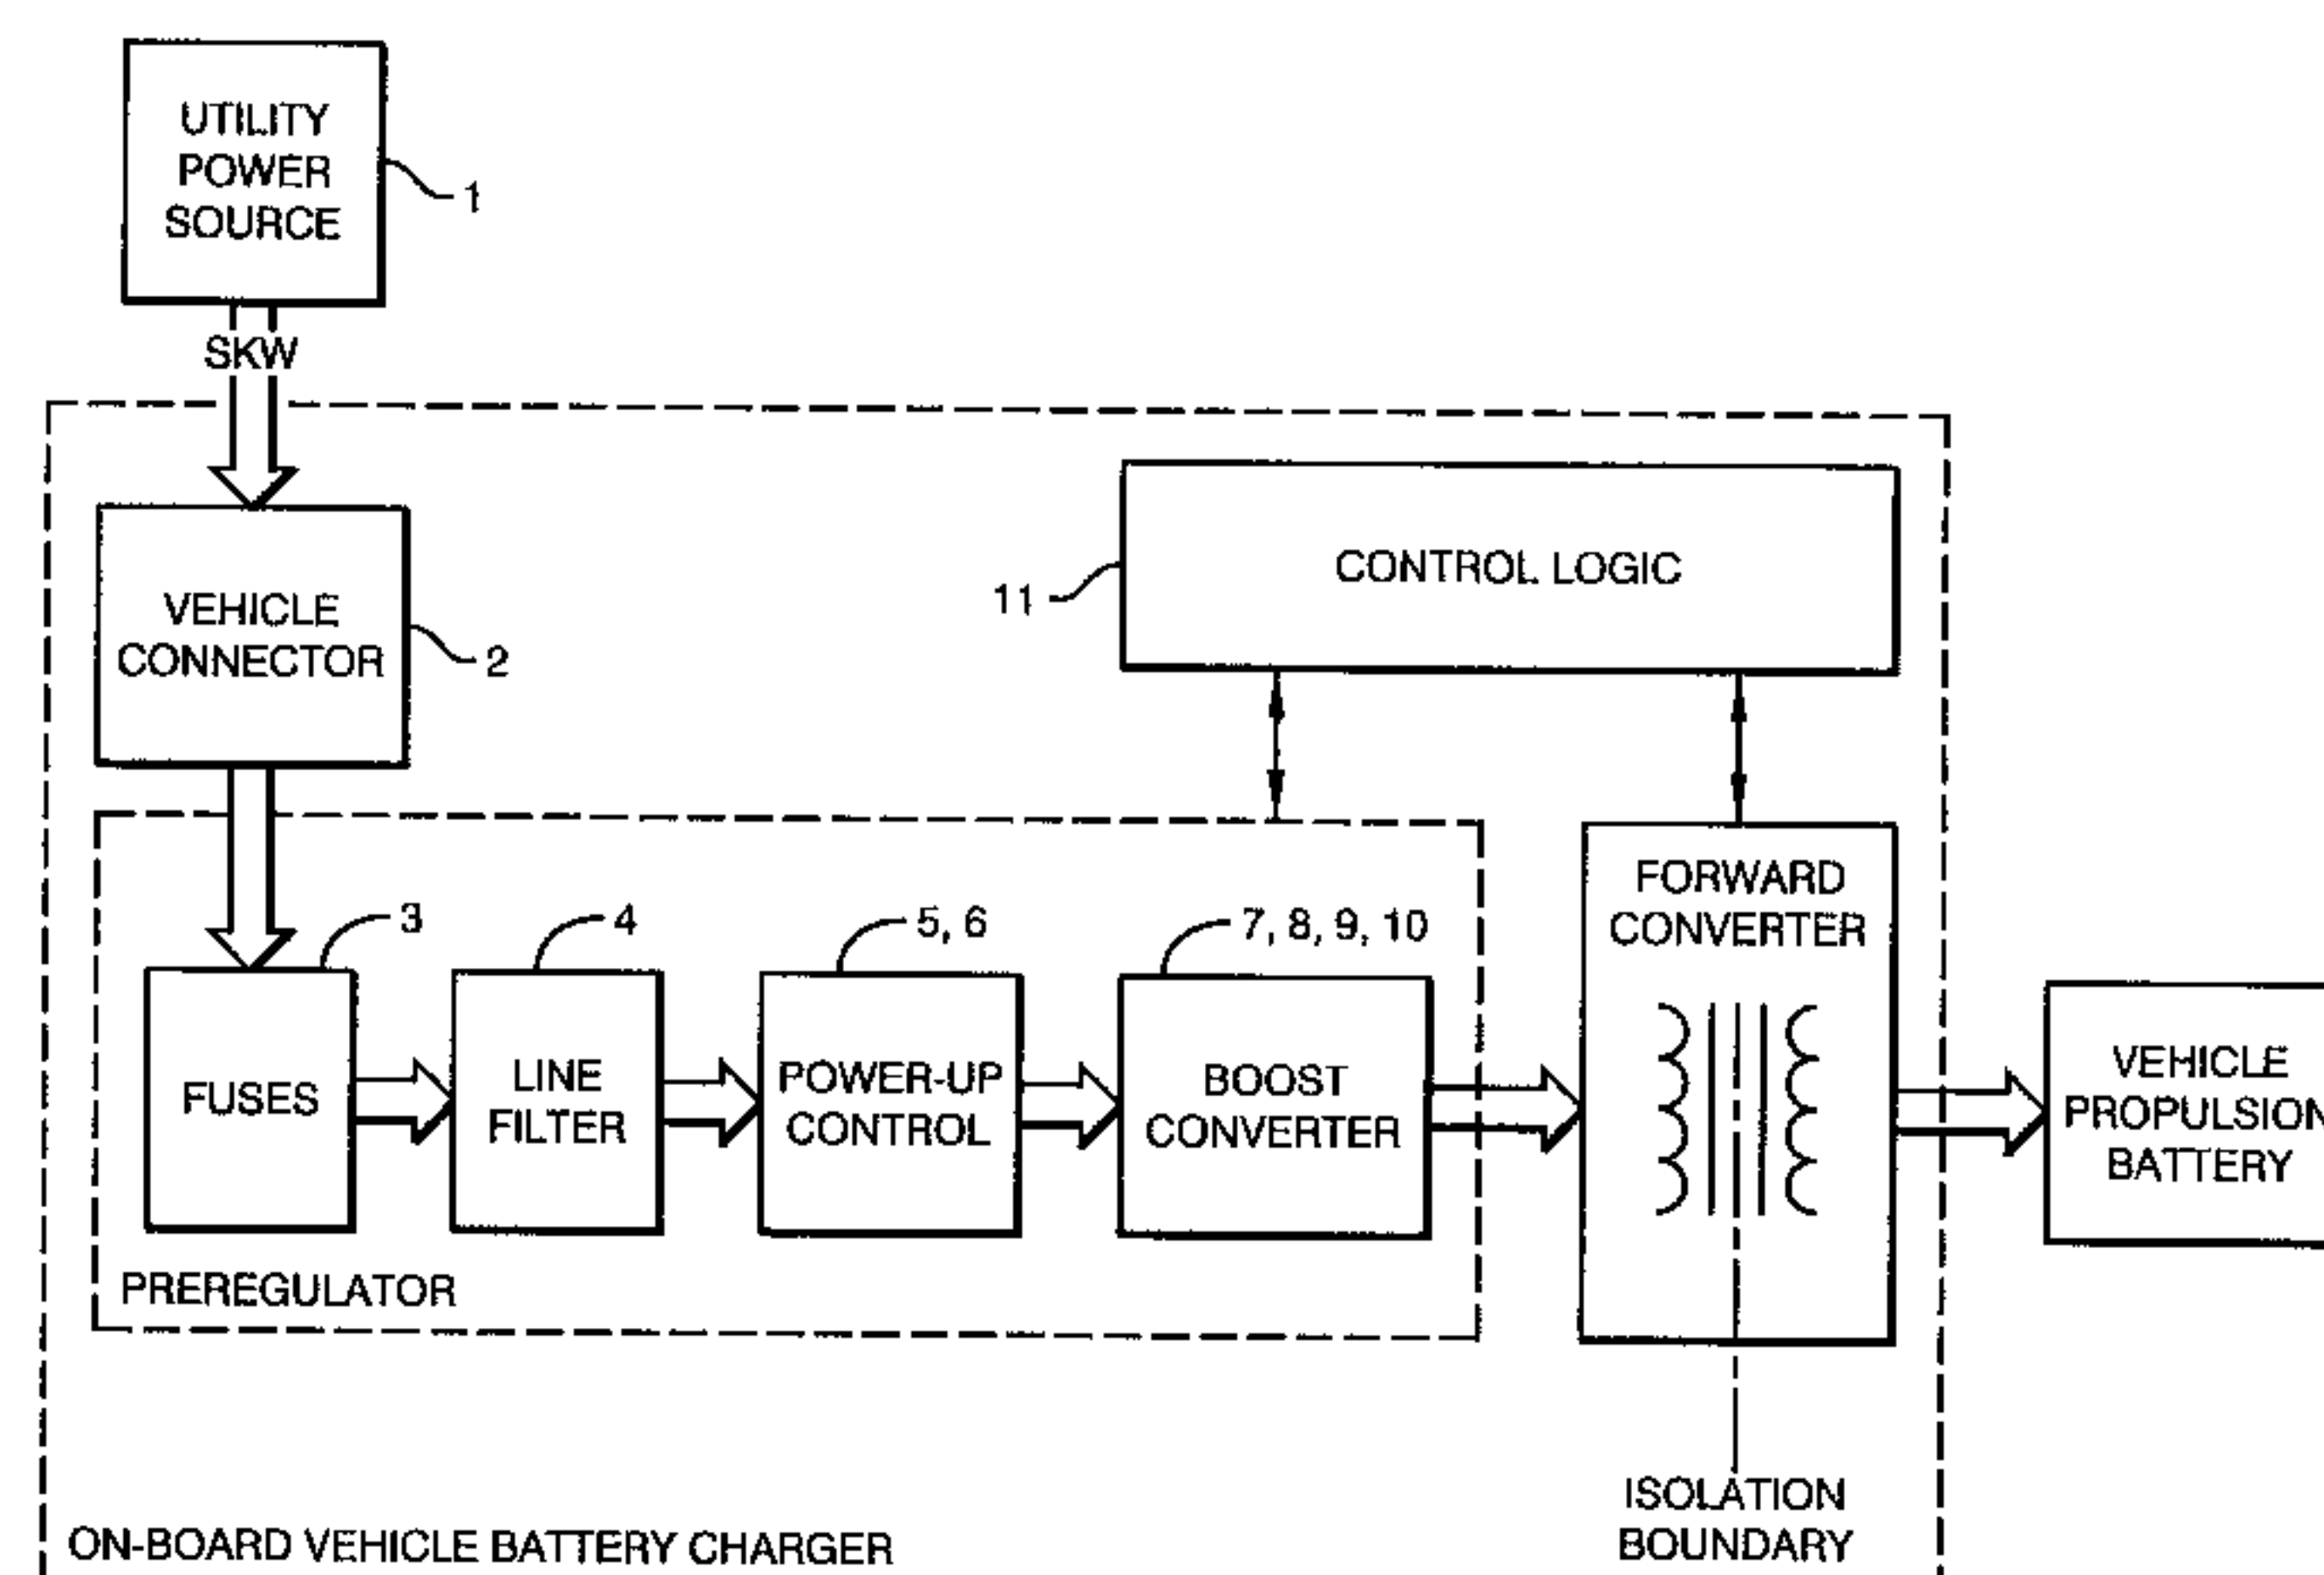 UTILITY
POWER
SOURCE
1
SKW
VEHICLE
CONNECTOR
2
CONTROL LOGIC
11
3
4
5, 6
7, 8, 9, 10
FORWARD
CONVERTER
FUSES
LINE
FILTER
POWER-UP
CONTROL
BOOST
CONVERTER
VEHICLE
PROPULSION
BATTERY
PREREGULATOR
ISOLATION
BOUNDARY
ON-BOARD VEHICLE BATTERY CHARGER